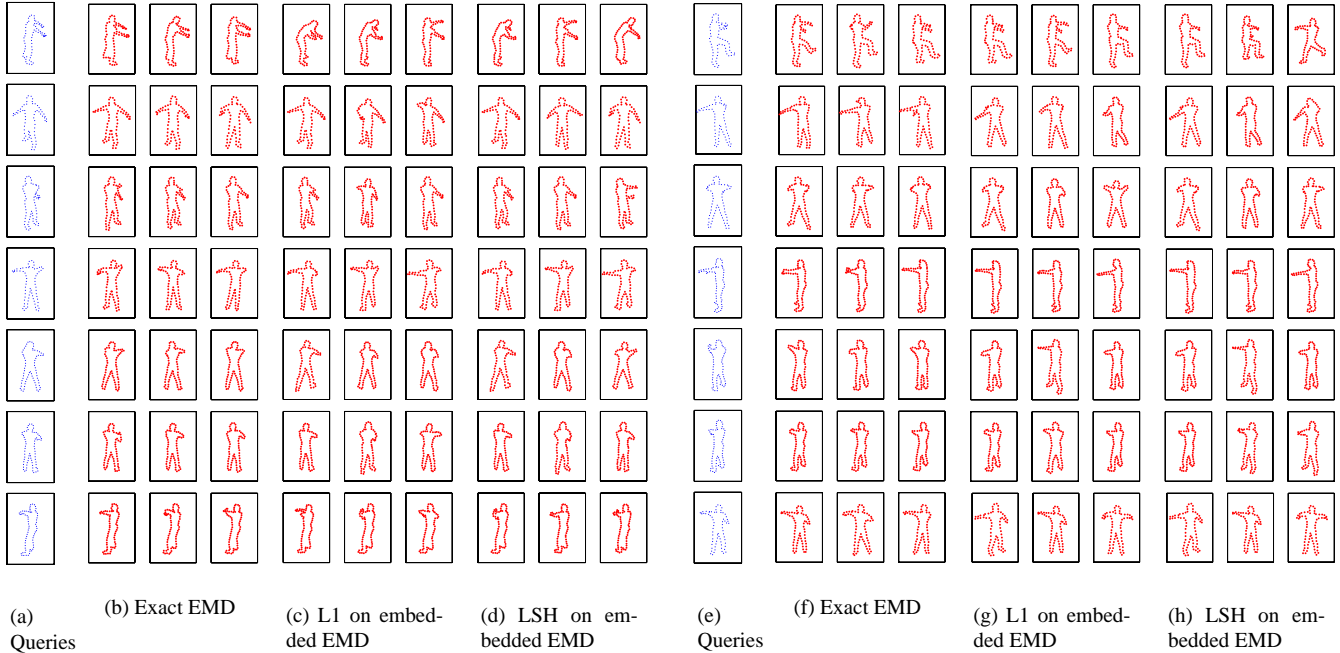 (a)
Queries
(b) Exact EMD
(c) L1 on embed-
ded EMD
(d) LSH on em-
bedded EMD
(e)
Queries
(f) Exact EMD
(g) L1 on embed-
ded EMD
(h) LSH on em-
bedded EMD